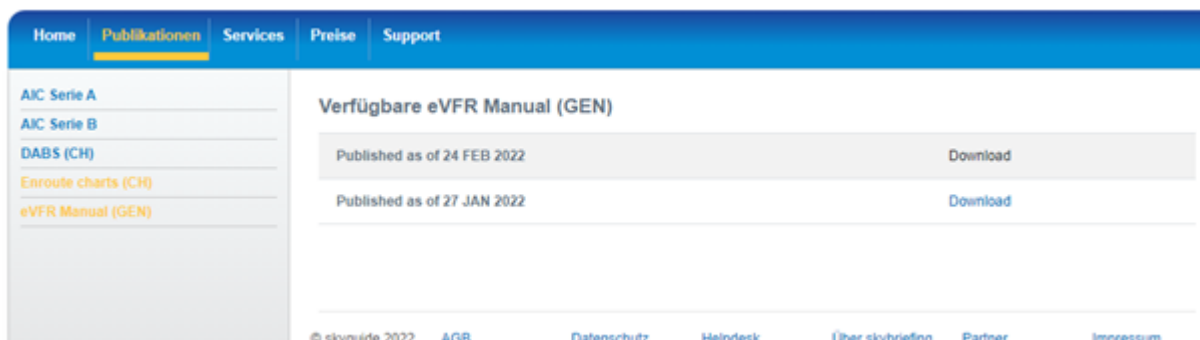 Home Publikationen Services Preise Support
AIC Serie A
AIC Serie B
DABS (CH)
Enroute charts (CH)
eVFR Manual (GEN)
Verfügbare eVFR Manual (GEN)
Published as of 24 FEB 2022 Download
Published as of 27 JAN 2022 Download
© skyguide 2022 AGB Datenschutz Helpdesk Über skybriefing Partner Impressum